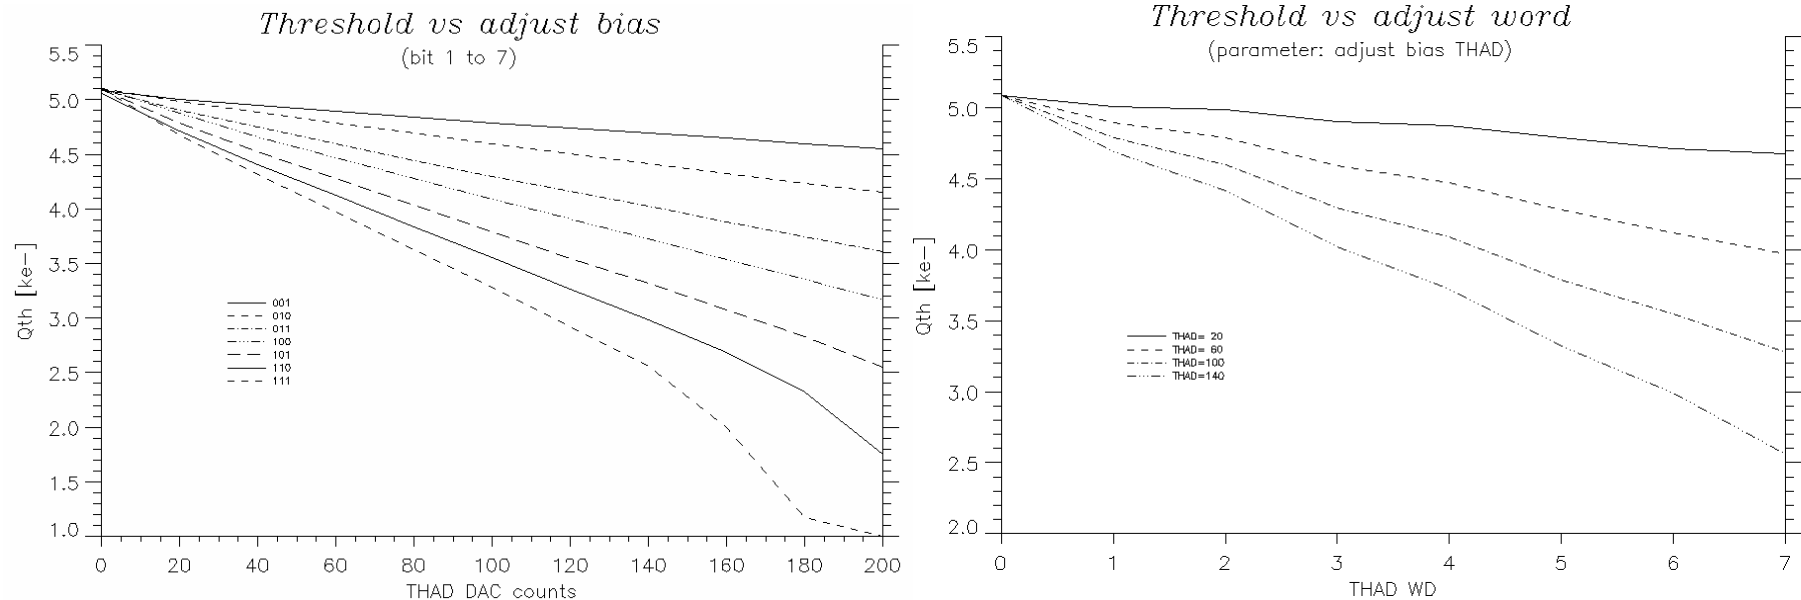 Threshold vs adjust bias
(bit 1 to 7)
5.5
5.0
4.5
4.0
3.5
3.0
2.5
2.0
1.5
1.0
Qth [ke-]
001
010
011
100
101
110
111
0 20 40 60 80 100 120 140 160 180 200
THAD DAC counts
Threshold vs adjust word
(parameter: adjust bias THAD)
5.5
5.0
4.5
4.0
3.5
3.0
2.5
2.0
Qth [ke-]
THAD= 20
THAD= 60
THAD=100
THAD=140
0 1 2 3 4 5 6 7
THAD WD